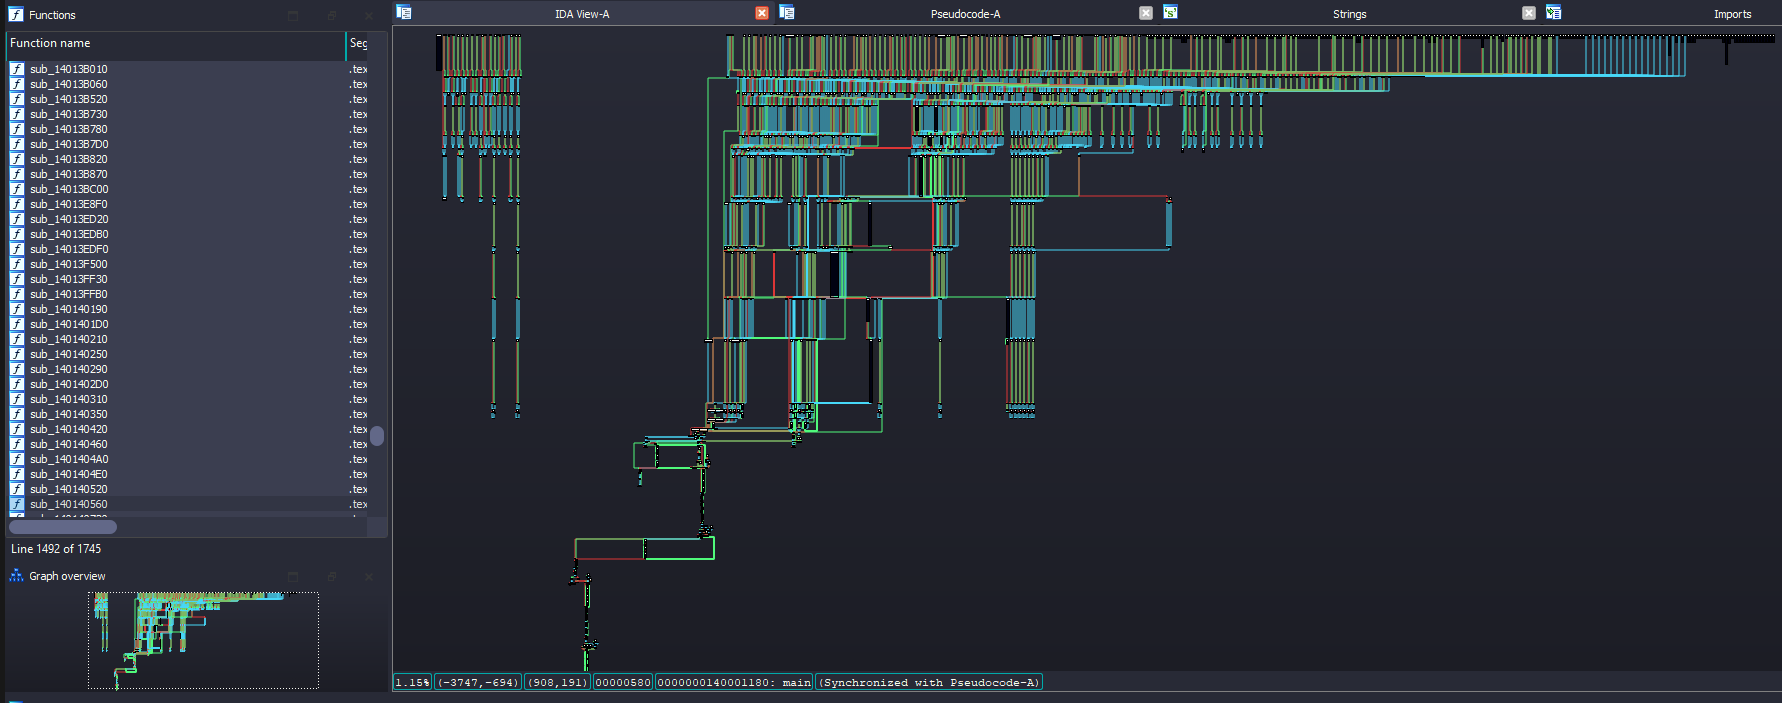 Functions
IDA View-A
Pseudocode-A
Strings
Imports
Function name
Seg
sub_14013B010 .tex
sub_14013B060 .tex
sub_14013B520 .tex
sub_14013B730 .tex
sub_14013B780 .tex
sub_14013B7D0 .tex
sub_14013B820 .tex
sub_14013B870 .tex
sub_14013BC00 .tex
sub_14013E8F0 .tex
sub_14013ED20 .tex
sub_14013EDB0 .tex
sub_14013EDF0 .tex
sub_14013F500 .tex
sub_14013FF30 .tex
sub_14013FFB0 .tex
sub_140140190 .tex
sub_1401401D0 .tex
sub_140140210 .tex
sub_140140250 .tex
sub_140140290 .tex
sub_1401402D0 .tex
sub_140140310 .tex
sub_140140350 .tex
sub_140140420 .tex
sub_140140460 .tex
sub_1401404A0 .tex
sub_1401404E0 .tex
sub_140140520 .tex
sub_140140560 .tex
Line 1492 of 1745
Graph overview
1.15% (-3747,-694) (908,191) 00000580 0000000140001180: main (Synchronized with Pseudocode-A)